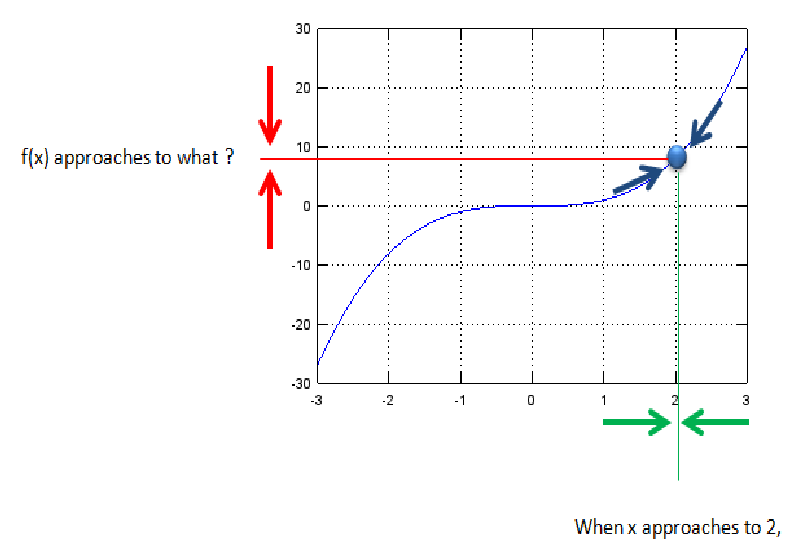 30
20
10
f(x) approaches to what ?
0
-10
-20
-30
-3 -2 -1 0 1 2 3
When x approaches to 2,